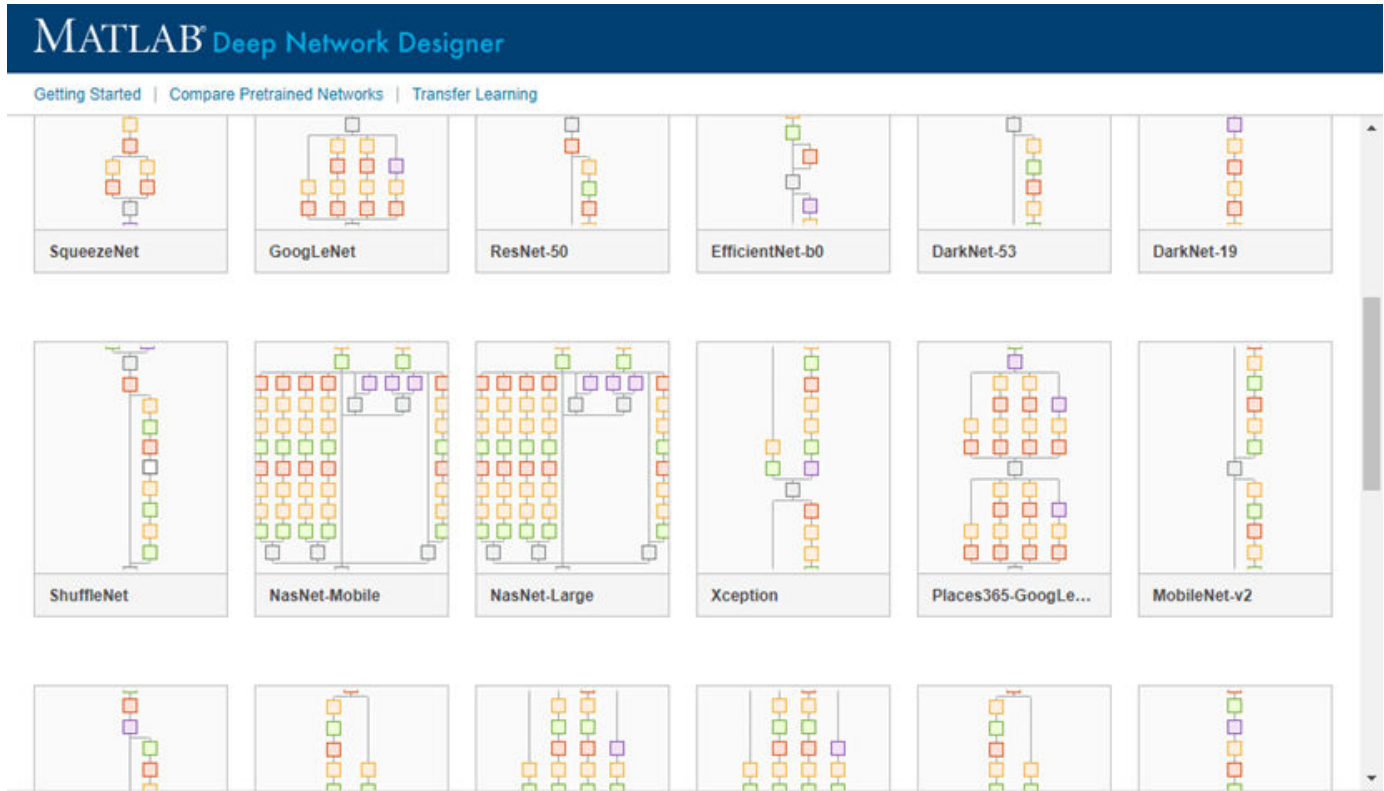 MATLAB® Deep Network Designer
Getting Started | Compare Pretrained Networks | Transfer Learning
SqueezeNet GoogLeNet ResNet-50 EfficientNet-b0 DarkNet-53 DarkNet-19
ShuffleNet NasNet-Mobile NasNet-Large Xception Places365-GoogLe... MobileNet-v2